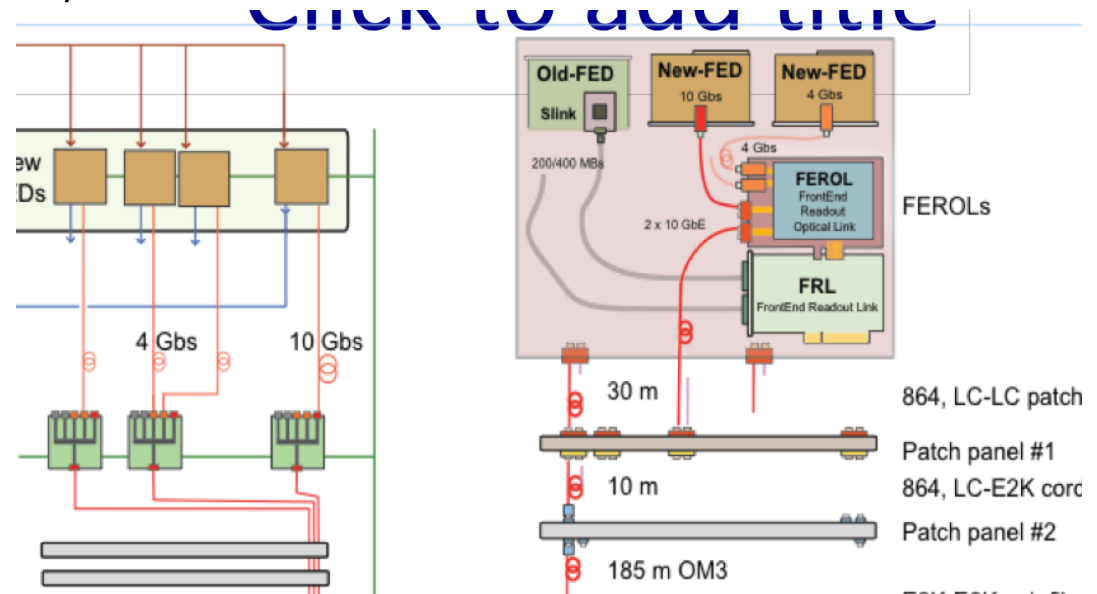 Click to add title
Old-FED
Slink
New-FED
10 Gbs
New-FED
4 Gbs
200/400 MBs
4 Gbs
FEROL
FrontEnd
Readout
Optical Link
FEROLs
2 x 10 GbE
FRL
FrontEnd Readout Link
ew
EDs
4 Gbs
10 Gbs
30 m
864, LC-LC patch
Patch panel #1
10 m
864, LC-E2K cord
Patch panel #2
185 m OM3